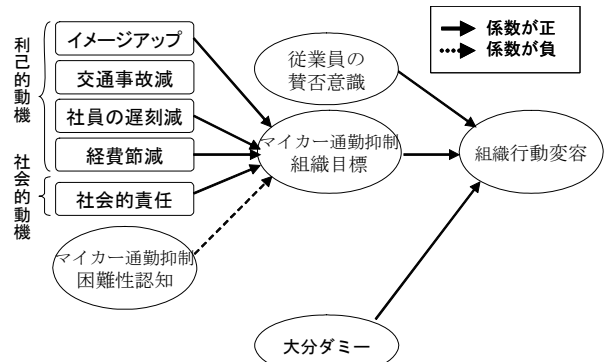 利己的動機
社会的動機
イメージアップ
交通事故減
社員の遅刻減
経費節減
社会的責任
マイカー通勤抑制
困難性認知
従業員の
賛否意識
マイカー通勤抑制
組織目標
大分ダミー
組織行動変容
係数が正
係数が負